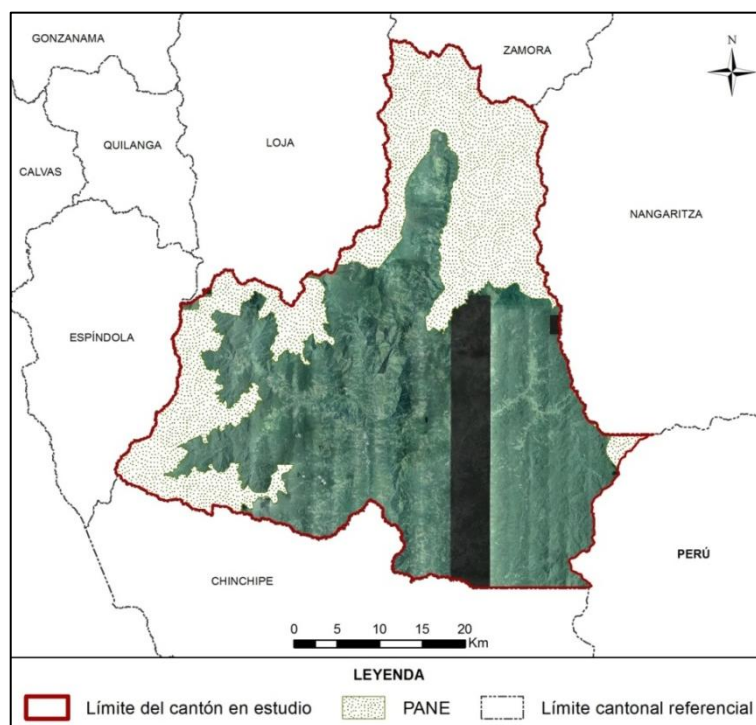 GONZANAMA
ZAMORA
N
QUILANGA
LOJA
CALVAS
NANGARITZA
ESPÍNDOLA
PERÚ
CHINCHIPE
0 5 10 15 20
Km
LEYENDA
Límite del cantón en estudio PANE Límite cantonal referencial